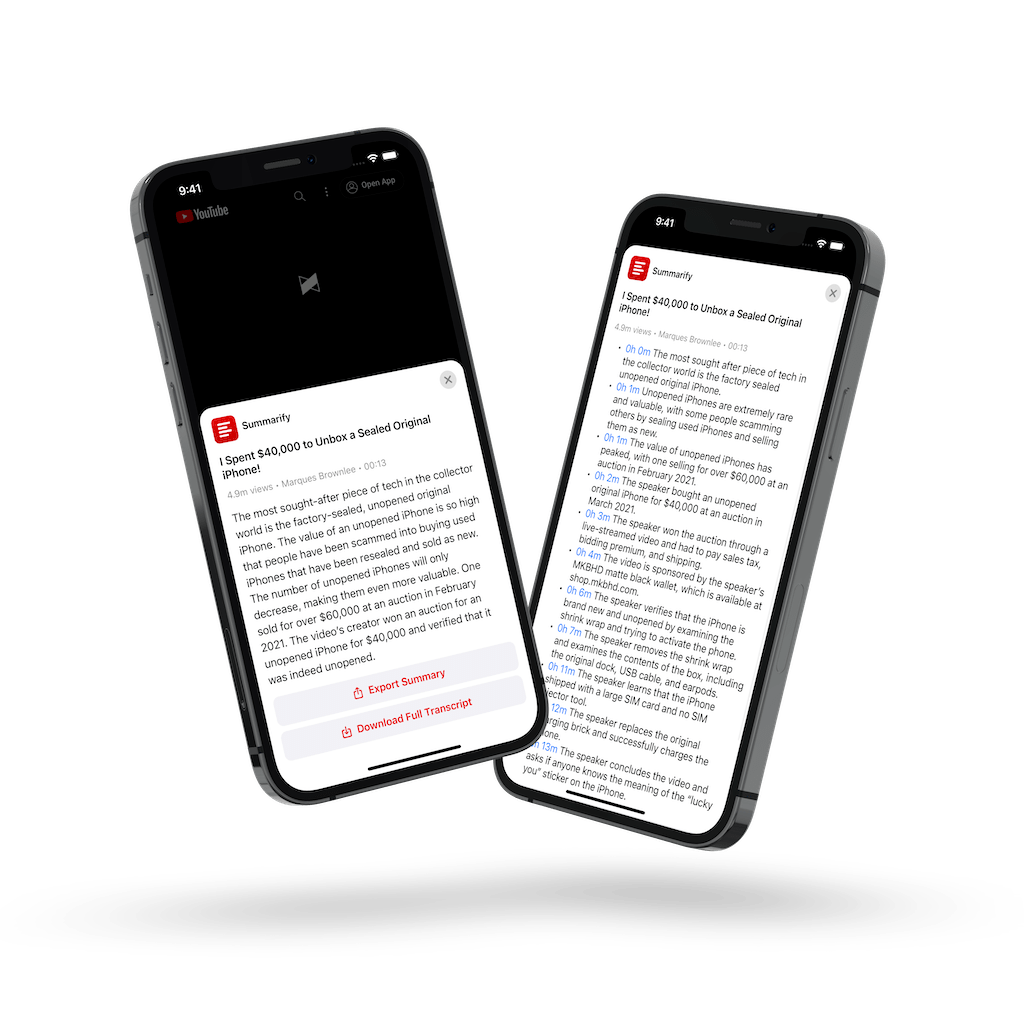 9:41
YouTube
Open App
Summarify
I Spent $40,000 to Unbox a Sealed Original
iPhone!
4.9m views • Marques Brownlee • 00:13
The most sought-after piece of tech in the collector
world is the factory-sealed, unopened original
iPhone. The value of an unopened iPhone is so high
that people have been scammed into buying used
iPhones that have been resealed and sold as new.
The number of unopened iPhones will only
decrease, making them even more valuable. One
sold for over $60,000 at an auction in February
2021. The video's creator won an auction for an
unopened iPhone for $40,000 and verified that it
was indeed unopened.
Export Summary
Download Full Transcript
9:41
Summarify
I Spent $40,000 to Unbox a Sealed Original
iPhone!
4.9m views • Marques Brownlee • 00:13
• 0h 0m The most sought after piece of tech in
the collector world is the factory sealed
unopened original iPhone.
• 0h 1m Unopened iPhones are extremely rare
and valuable, with some people scamming
others by sealing used iPhones and selling
them as new.
• 0h 1m The value of unopened iPhones has
peaked, with one selling for over $60,000 at an
auction in February 2021.
• 0h 2m The speaker bought an unopened
original iPhone for $40,000 at an auction in
March 2021.
• 0h 3m The speaker won the auction through a
live-streamed video and had to pay sales tax,
bidding premium, and shipping.
• 0h 4m The video is sponsored by the speaker's
MKBHD matte black wallet, which is available at
shop.mkbhd.com.
• 0h 6m The speaker verifies that the iPhone is
brand new and unopened by examining the
shrink wrap and trying to activate the phone.
• 0h 7m The speaker removes the shrink wrap
and examines the contents of the box, including
the original dock, USB cable, and earpods.
0h 11m The speaker learns that the iPhone
shipped with a large SIM card and no SIM
ector tool.
12m The speaker replaces the original
arging brick and successfully charges the
one.
h 13m The speaker concludes the video and
asks if anyone knows the meaning of the "lucky
you" sticker on the iPhone.